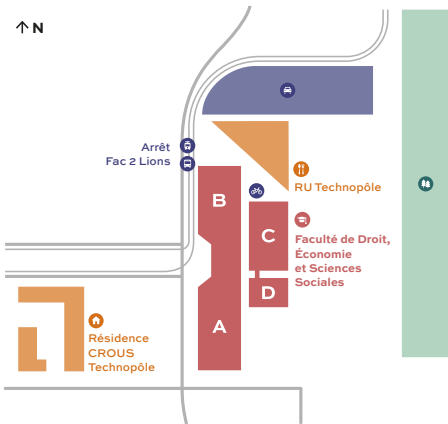 N
Arrêt
Fac 2 Lions
B
RU Technopôle
C
Faculté de Droit,
Économie
et Sciences
Sociales
D
A
Résidence
CROUS
Technopôle